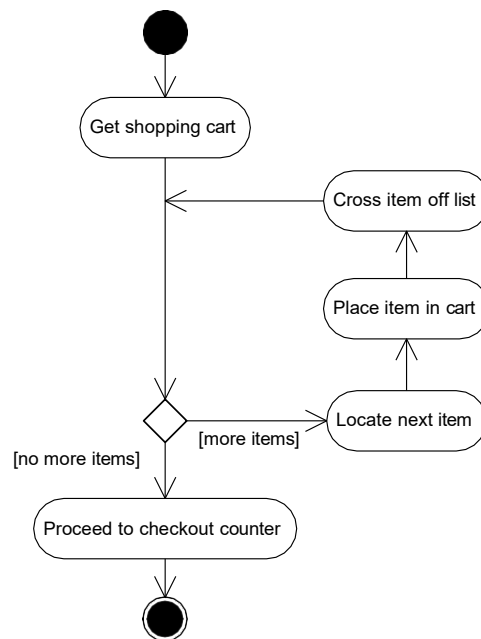 Get shopping cart
Cross item off list
Place item in cart
Locate next item
[more items]
[no more items]
Proceed to checkout counter